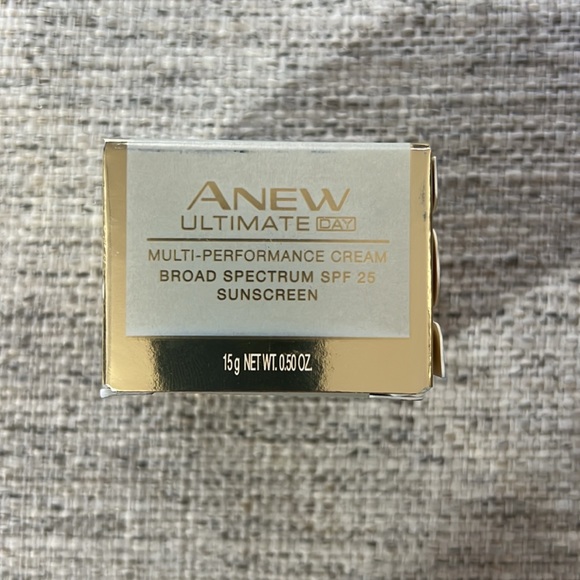 ANEW
ULTIMATE DAY
MULTI-PERFORMANCE CREAM
BROAD SPECTRUM SPF 25
SUNSCREEN
15 g NET WT. 0.50 OZ.